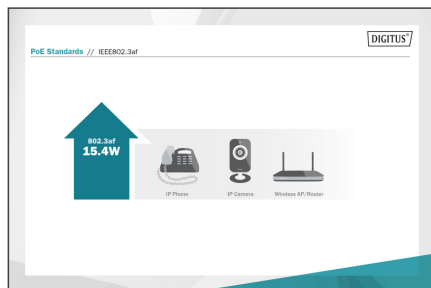 DIGITUS®
PoE Standards // IEEE802.3af
802.3af
15.4W
IP Phone
IP Camera
Wireless AP/Router